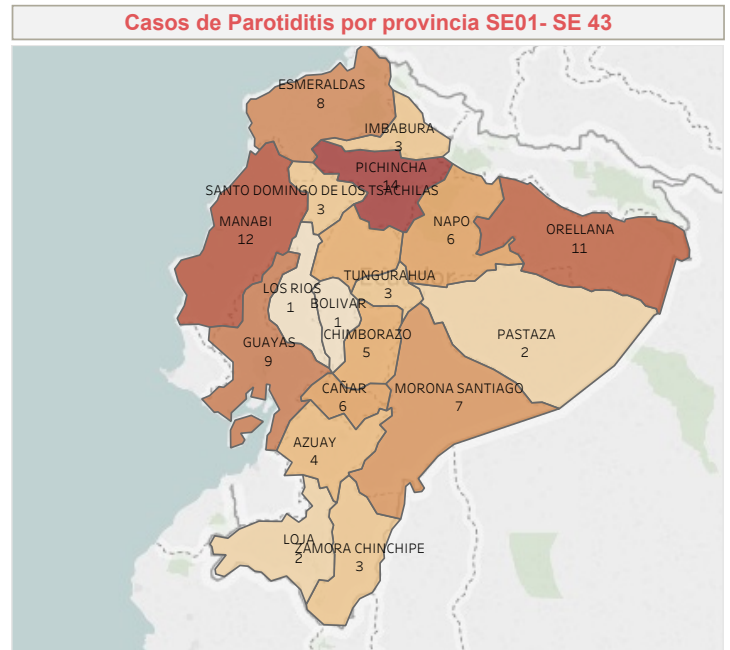 Casos de Parotiditis por provincia SE01- SE 43
ESMERALDAS
8
IMBABURA
3
PICHINCHA
14
SANTO DOMINGO DE LOS TSACHILAS
3
MANABI
12
NAPO
6
ORELLANA
11
Ecuador
TUNGURAHUA
3
LOS RIOS
1
BOLIVAR
1
CHIMBORAZO
5
PASTAZA
2
GUAYAS
9
CAÑAR
6
MORONA SANTIAGO
7
AZUAY
4
LOJA
2
ZAMORA CHINCHIPE
3